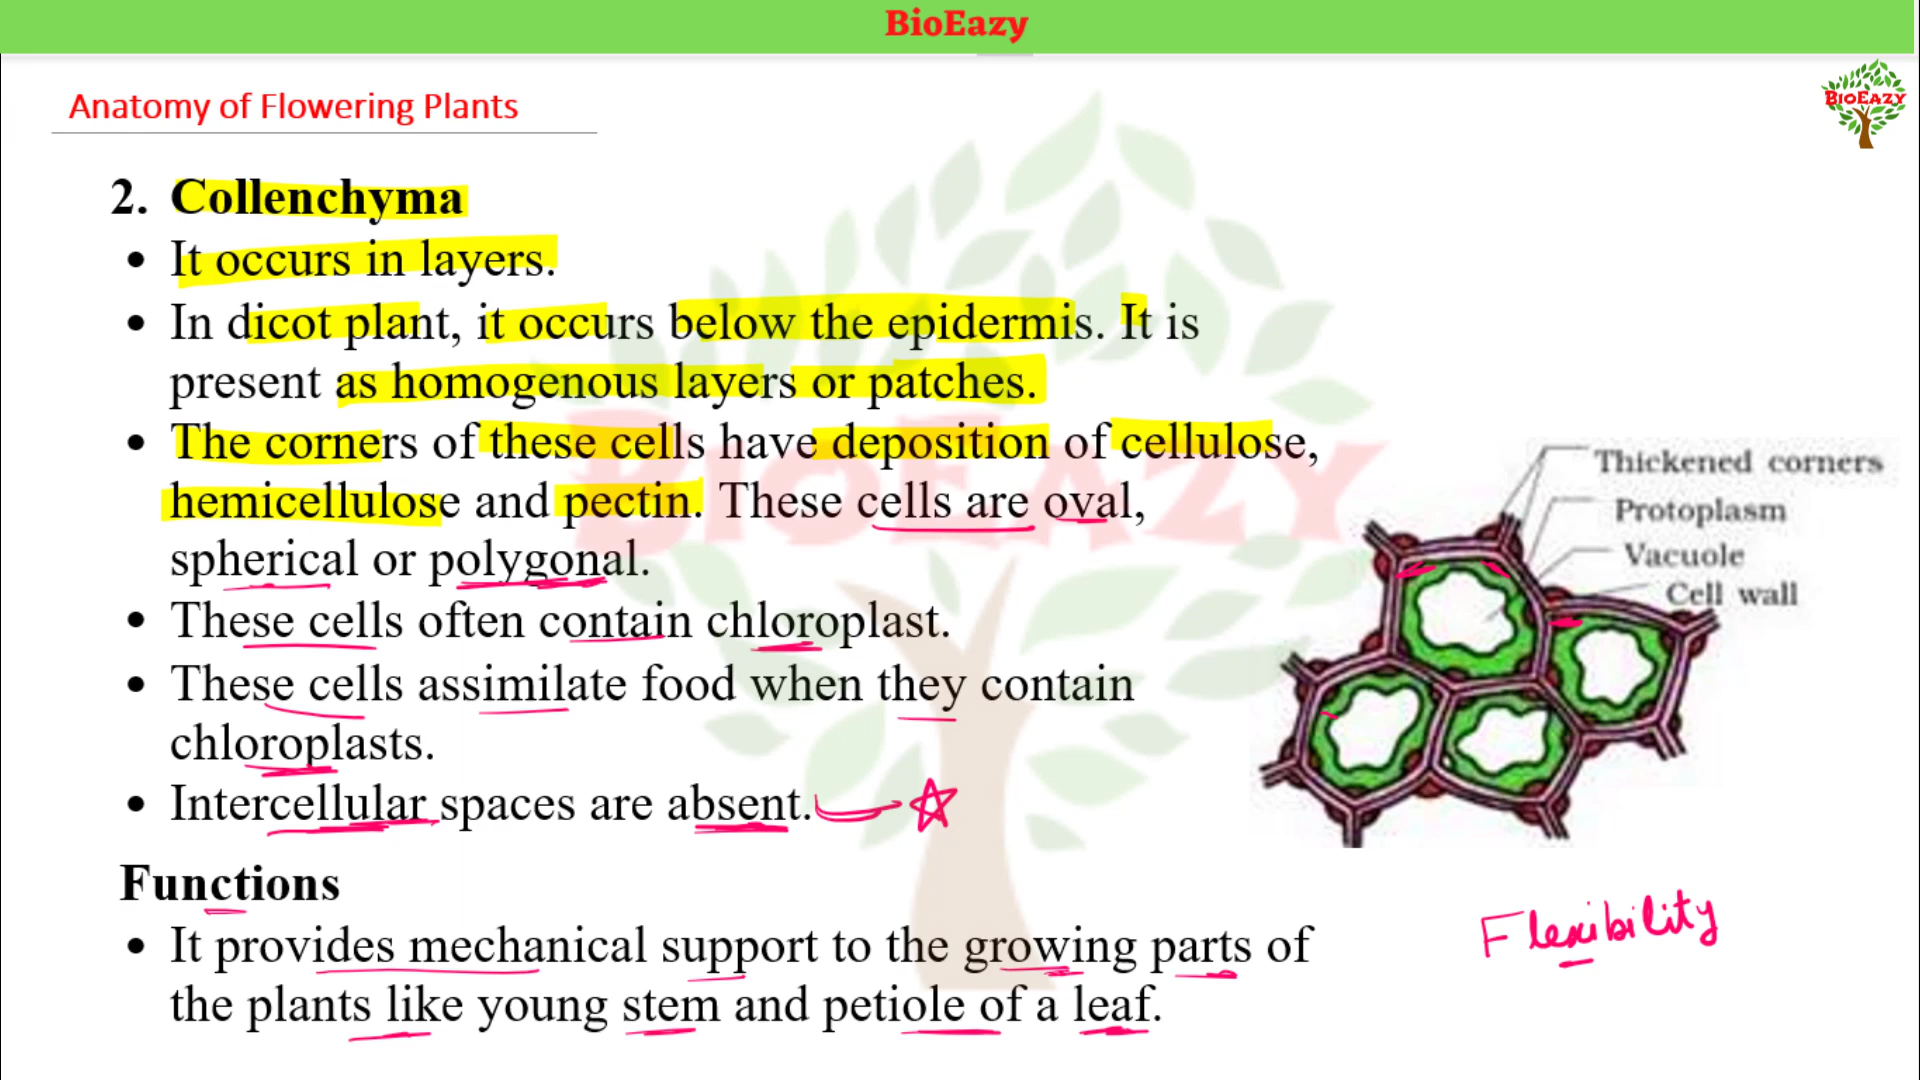 BioEazy
BIOEAZY
Anatomy of Flowering Plants
2. Collenchyma
• It occurs in layers.
• In dicot plant, it occurs below the epidermis. It is
present as homogenous layers or patches.
• The corners of these cells have deposition of cellulose,
hemicellulose and pectin. These cells are oval,
spherical or polygonal.
• These cells often contain chloroplast.
• These cells assimilate food when they contain
chloroplasts.
• Intercellular spaces are absent.
Functions
• It provides mechanical support to the growing parts of
the plants like young stem and petiole of a leaf.
Thickened corners
Protoplasm
Vacuole
Cell wall
Flexibility
BIOEAZY